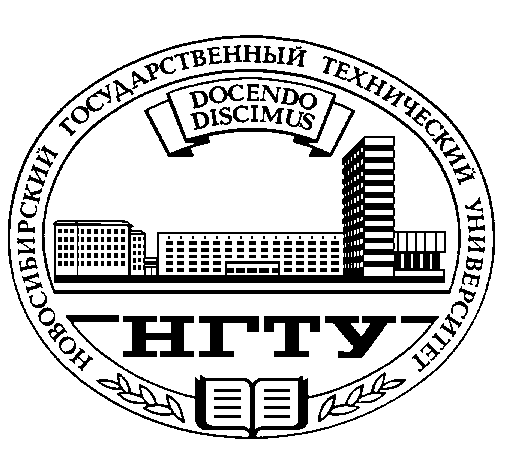 НОВОСИБИРСКИЙ ГОСУДАРСТВЕННЫЙ ТЕХНИЧЕСКИЙ УНИВЕРСИТЕТ
DOCENDO
DISCIMUS
НГТУ